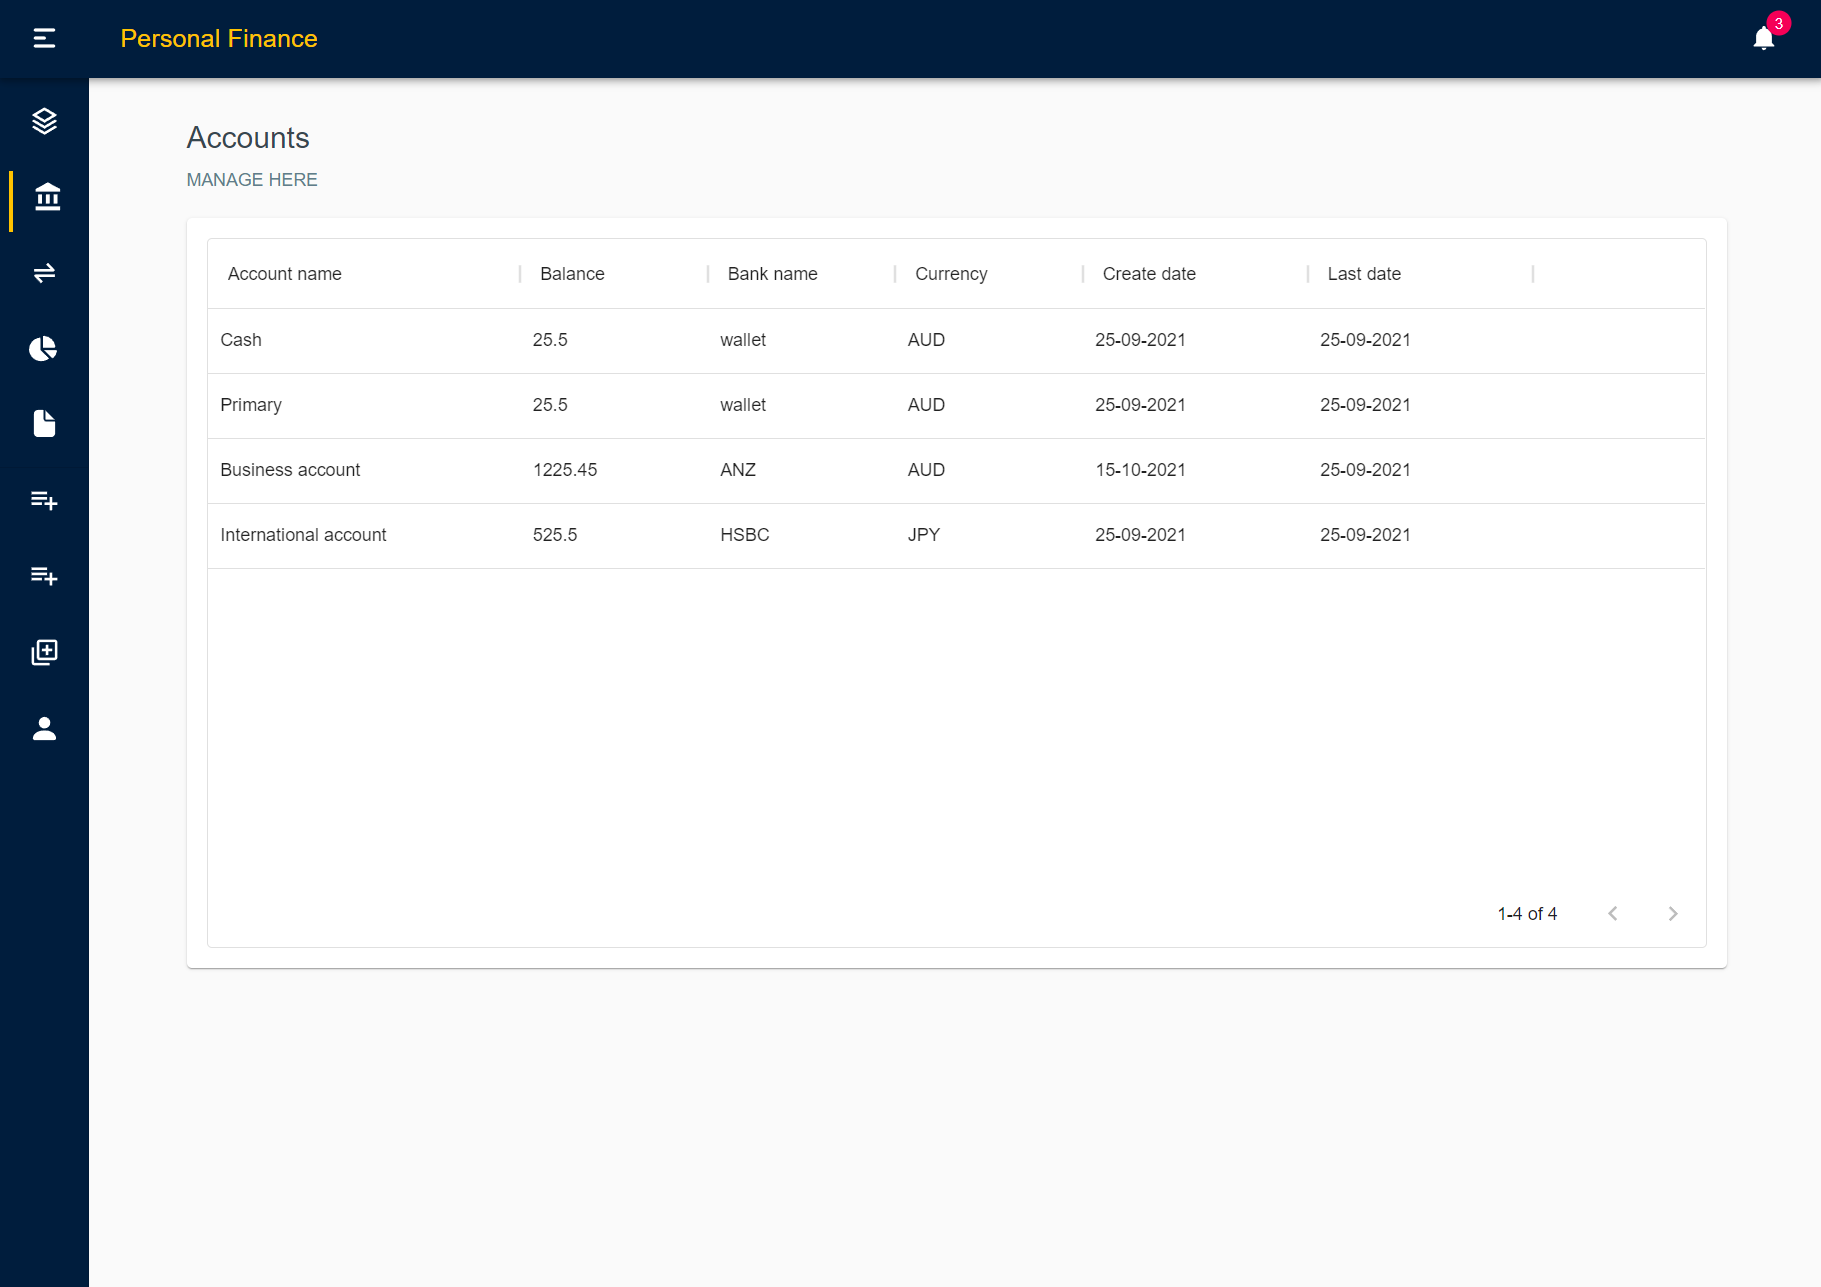 Personal Finance
3
Accounts
MANAGE HERE
Account name Balance Bank name Currency Create date Last date
Cash 25.5 wallet AUD 25-09-2021 25-09-2021
Primary 25.5 wallet AUD 25-09-2021 25-09-2021
Business account 1225.45 ANZ AUD 15-10-2021 25-09-2021
International account 525.5 HSBC JPY 25-09-2021 25-09-2021
1-4 of 4